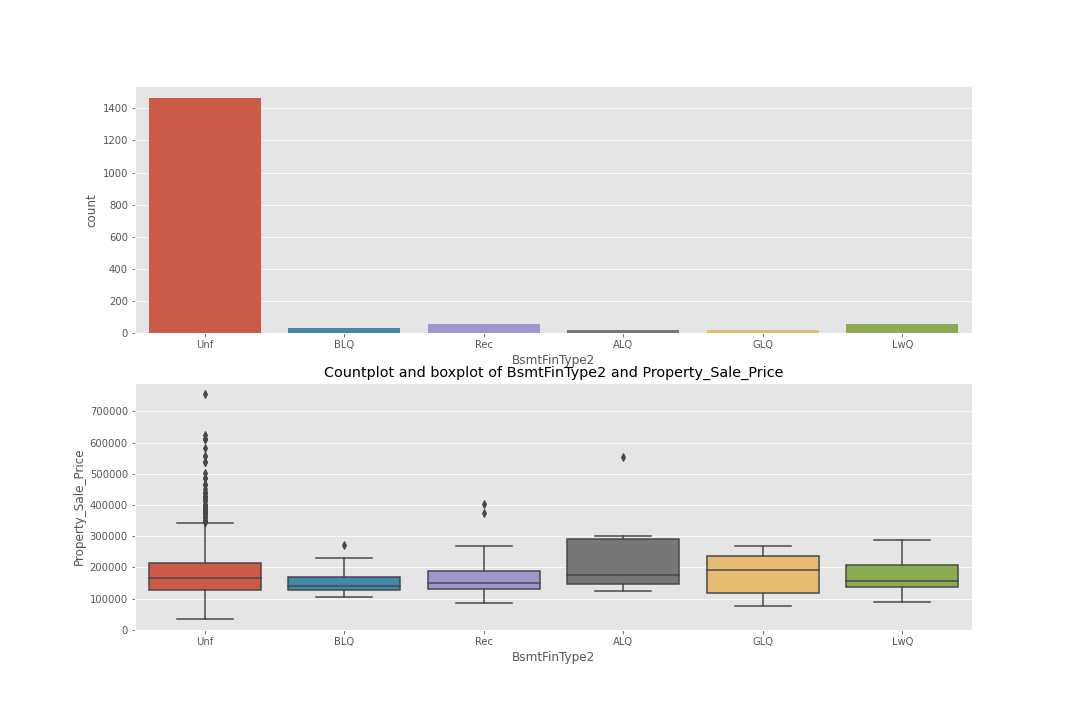 1400
1200
1000
800
600
400
200
0
count
Unf BLQ Rec ALQ GLQ LwQ
BsmtFinType2
Countplot and boxplot of BsmtFinType2 and Property_Sale_Price
700000
600000
500000
400000
300000
200000
100000
0
Property_Sale_Price
Unf BLQ Rec ALQ GLQ LwQ
BsmtFinType2